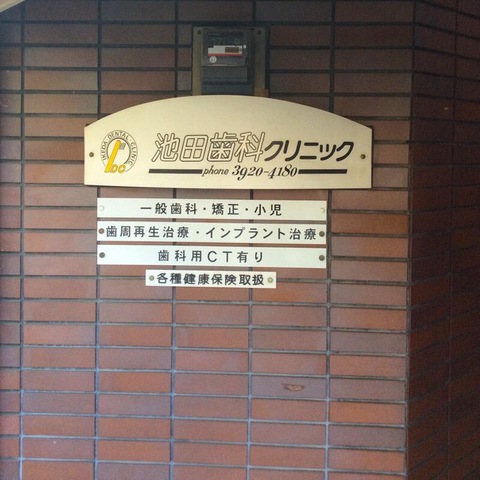 IKEDA DENTAL CLINIC
IDC
池田歯科クリニック
phone 3920-4180
一般歯科・矯正・小児
歯周再生治療・インプラント治療
歯科用CT有り
各種健康保険取扱